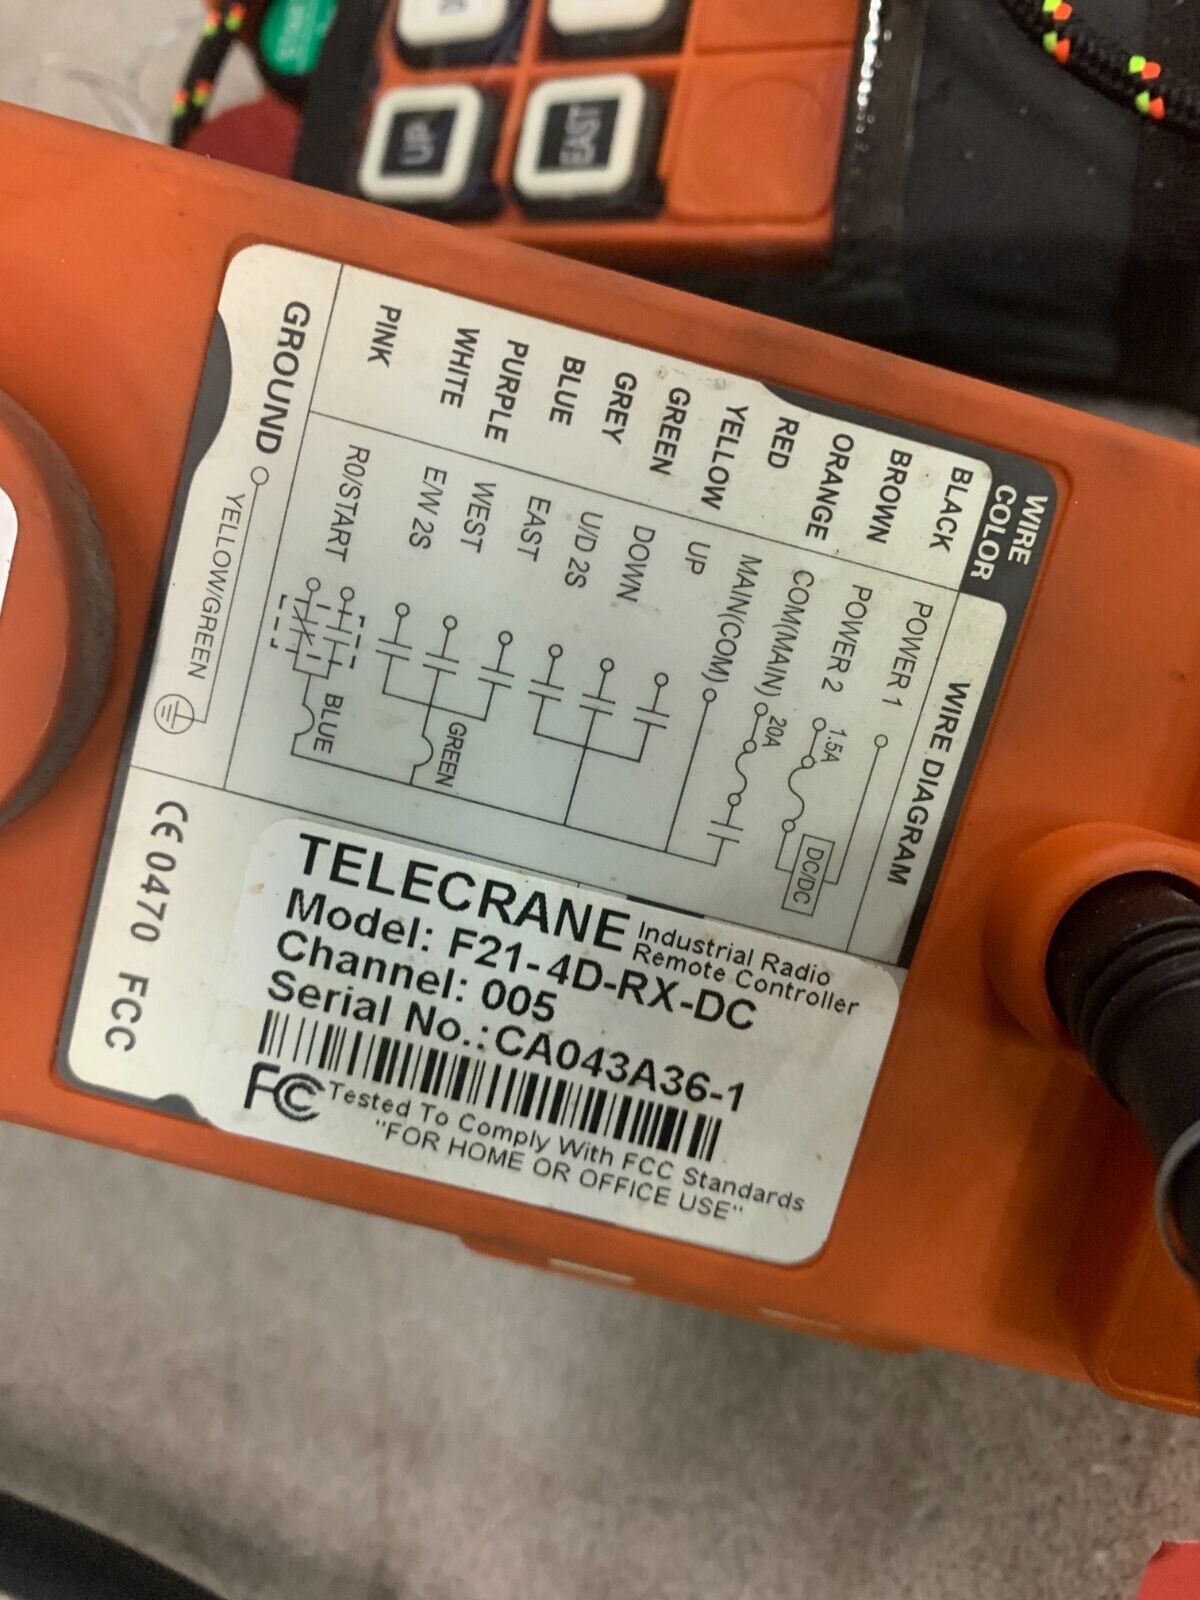 UP
EAST
WIRE COLOR
WIRE DIAGRAM
BLACK
POWER 1
BROWN
POWER 2
1.5A
DC/DC
ORANGE
COM(MAIN)
20A
RED
MAIN(COM)
YELLOW
UP
GREEN
DOWN
GREY
U/D 2S
BLUE
EAST
PURPLE
WEST
WHITE
E/W 2S
GREEN
PINK
R0/START
BLUE
GROUND
YELLOW/GREEN
CE 0470 FCC
TELECRANE Industrial Radio
Remote Controller
Model: F21-4D-RX-DC
Channel: 005
Serial No.:CA043A36-1
FC Tested To Comply With FCC Standards
"FOR HOME OR OFFICE USE"